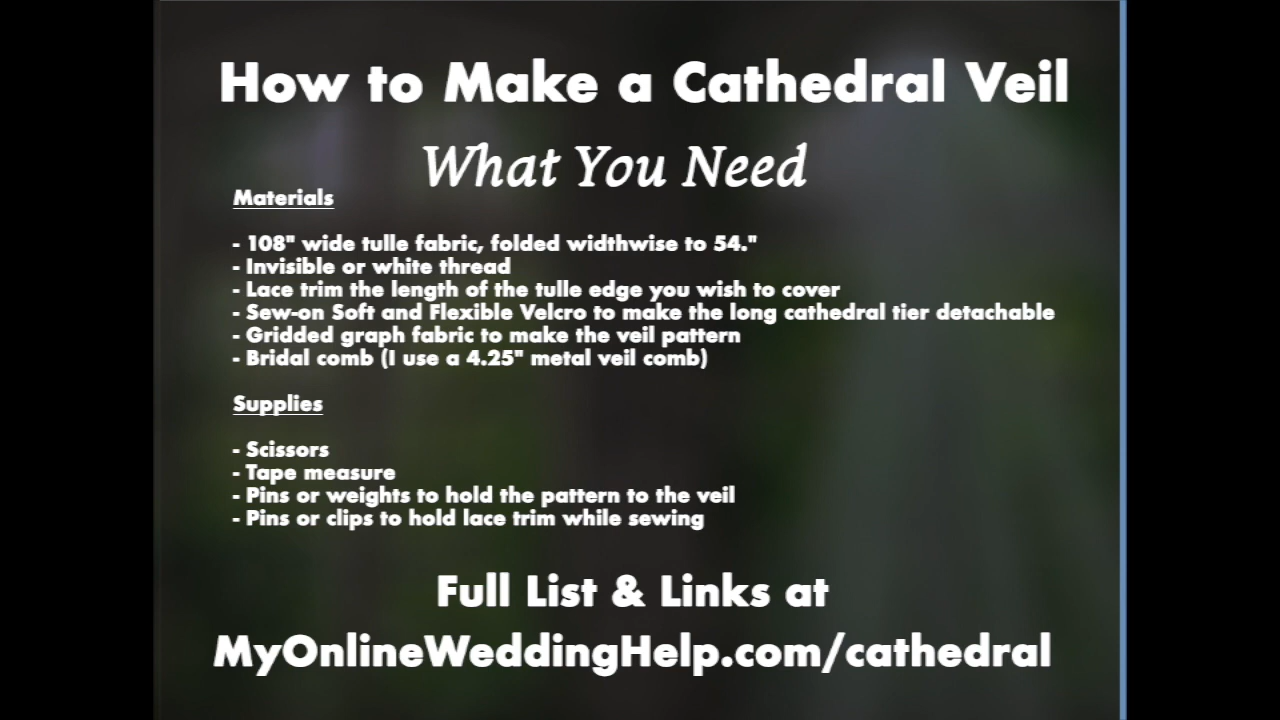 How to Make a Cathedral Veil
What You Need
Materials
- 108" wide tulle fabric, folded widthwise to 54."
- Invisible or white thread
- Lace trim the length of the tulle edge you wish to cover
- Sew-on Soft and Flexible Velcro to make the long cathedral tier detachable
- Gridded graph fabric to make the veil pattern
- Bridal comb (I use a 4.25" metal veil comb)
Supplies
- Scissors
- Tape measure
- Pins or weights to hold the pattern to the veil
- Pins or clips to hold lace trim while sewing
Full List & Links at
MyOnlineWeddingHelp.com/cathedral